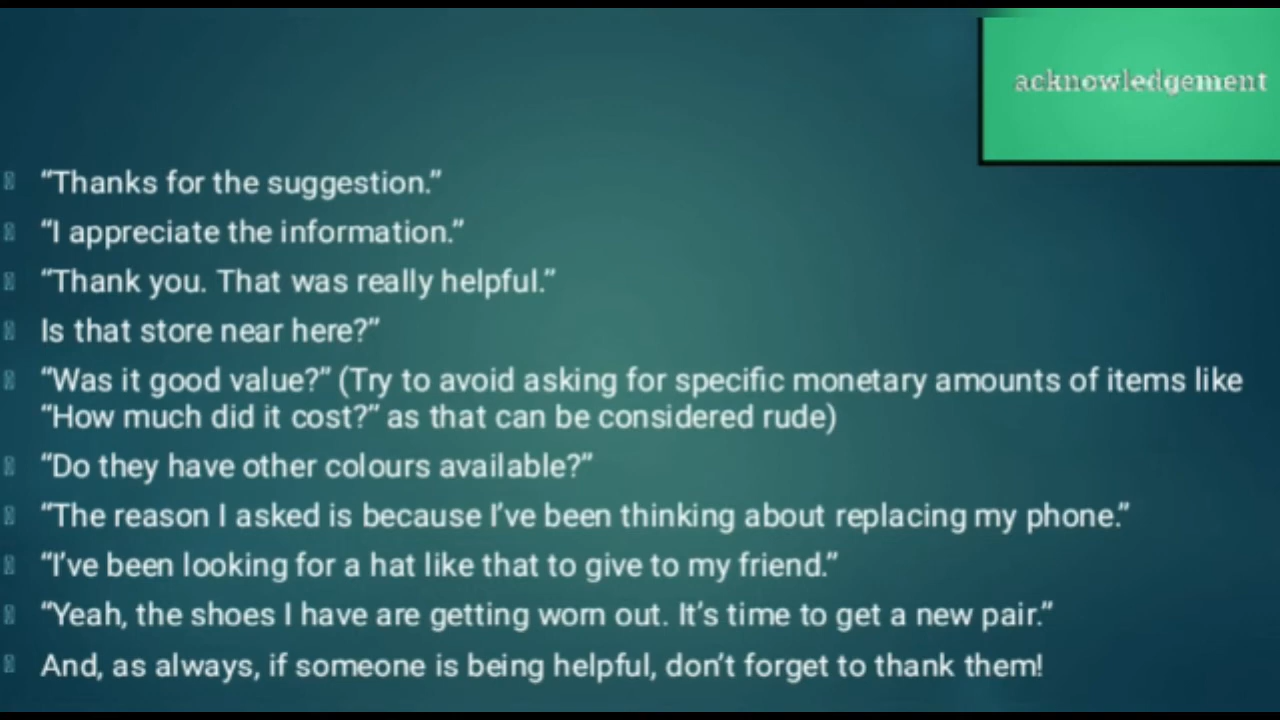 acknowledgement
“Thanks for the suggestion.”
“I appreciate the information.”
“Thank you. That was really helpful.”
Is that store near here?”
“Was it good value?” (Try to avoid asking for specific monetary amounts of items like
“How much did it cost?” as that can be considered rude)
“Do they have other colours available?”
“The reason I asked is because I’ve been thinking about replacing my phone.”
“I’ve been looking for a hat like that to give to my friend.”
“Yeah, the shoes I have are getting worn out. It’s time to get a new pair.”
And, as always, if someone is being helpful, don’t forget to thank them!